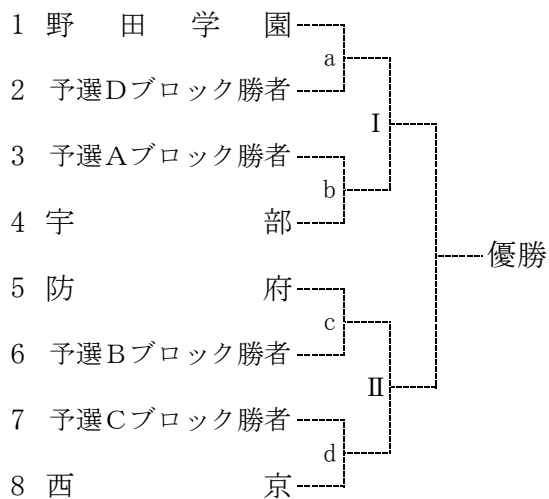 1 野田学園
a
2 予選Dブロック勝者
I
3 予選Aブロック勝者
b
4 宇部
優勝
5 防府
c
6 予選Bブロック勝者
II
7 予選Cブロック勝者
d
8 西京